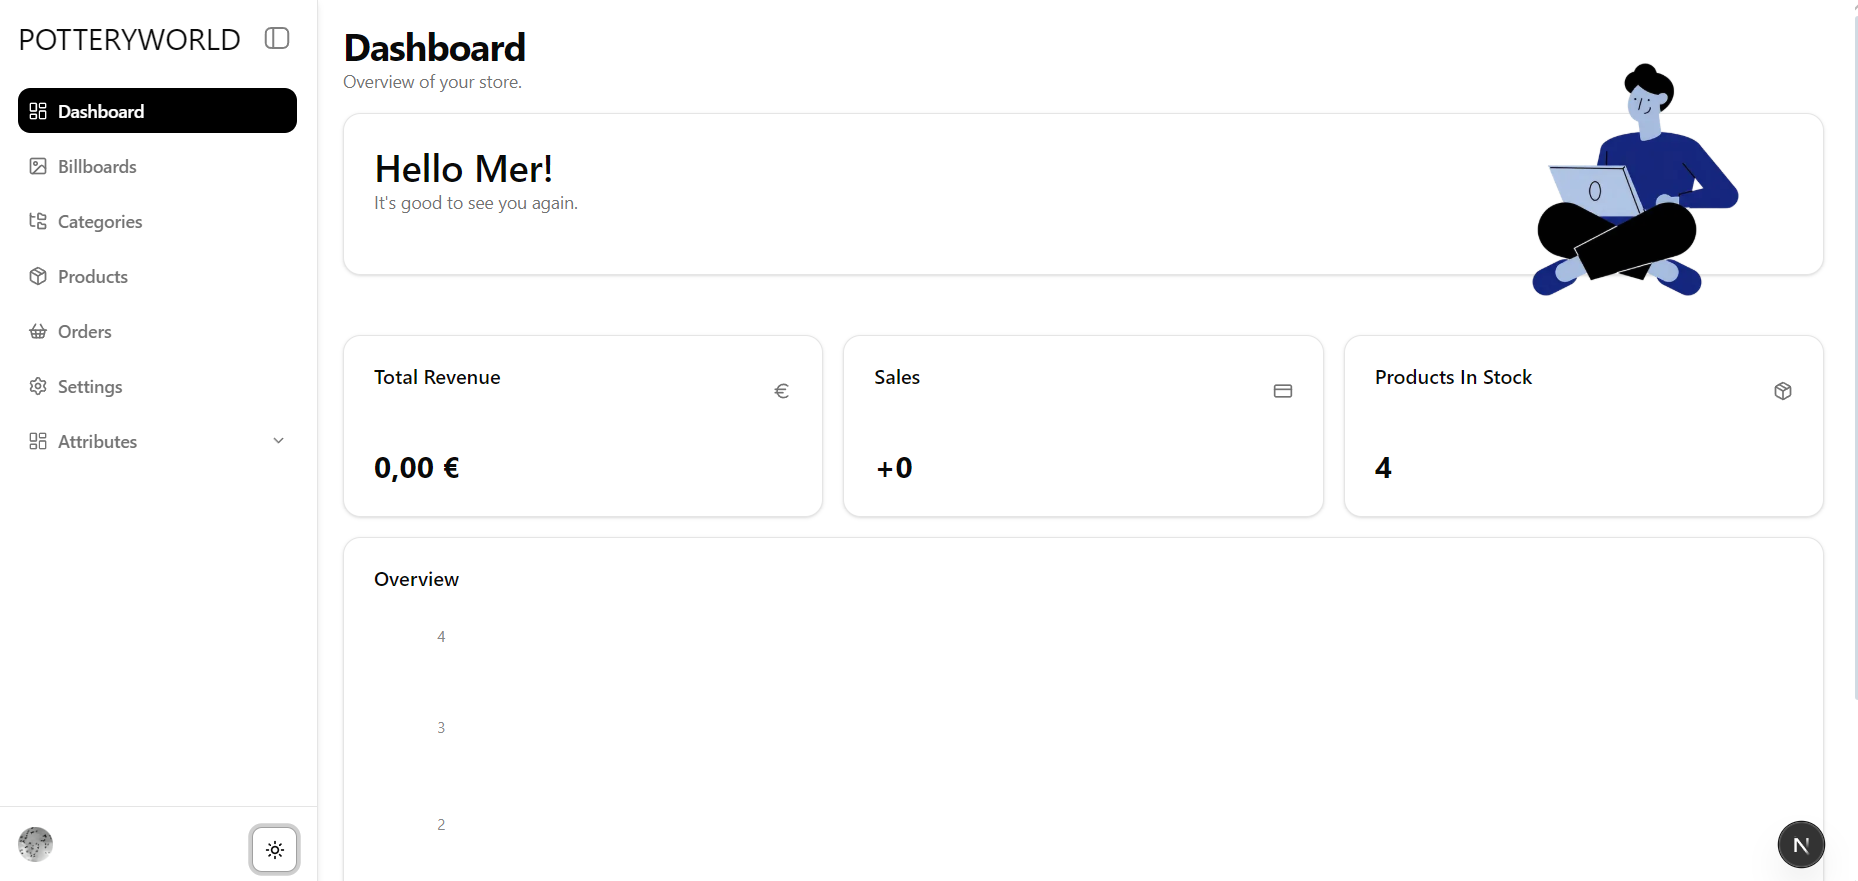 POTTERYWORLD
Dashboard
Billboards
Categories
Products
Orders
Settings
Attributes
Dashboard
Overview of your store.
Hello Mer!
It's good to see you again.
Total Revenue
€
0,00 €
Sales
+0
Products In Stock
4
Overview
4
3
2
N